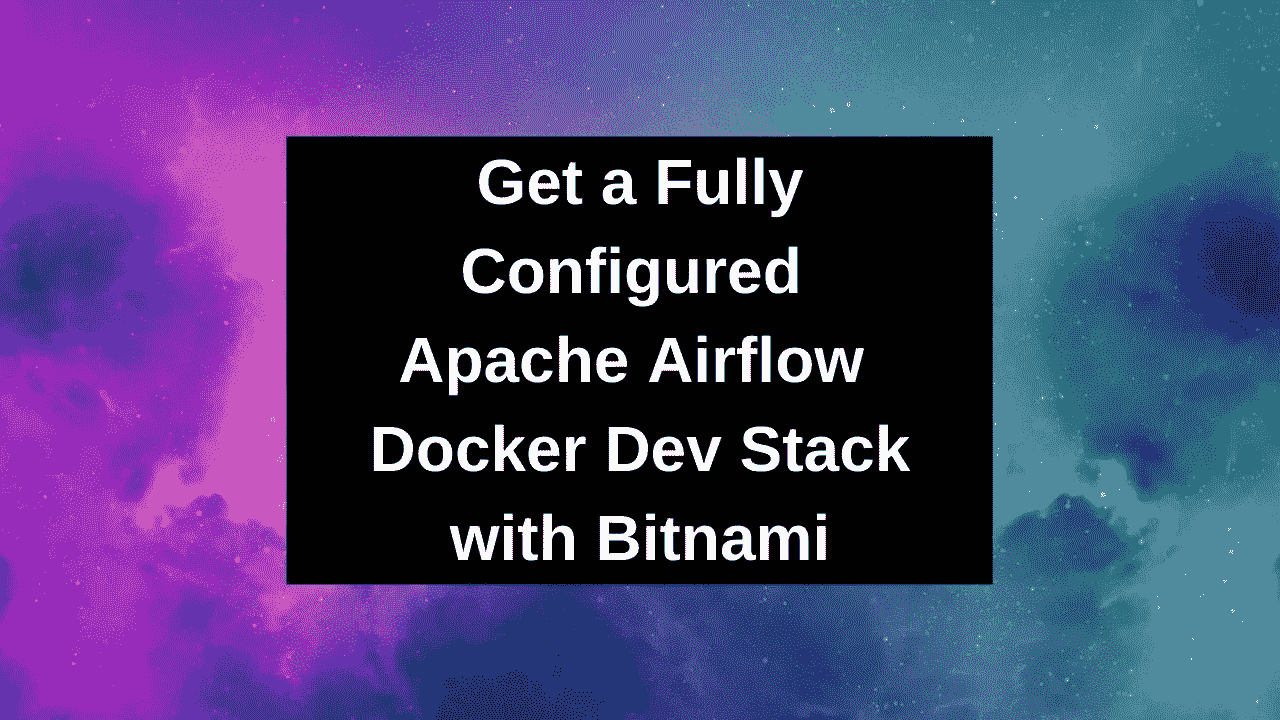 Get a Fully
Configured
Apache Airflow
Docker Dev Stack
with Bitnami